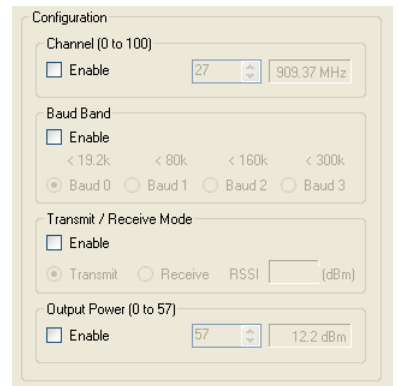 Configuration
Channel (0 to 100)
Enable 27 909.37 MHz
Baud Band
Enable
< 19.2k < 80k < 160k < 300k
Baud 0 Baud 1 Baud 2 Baud 3
Transmit / Receive Mode
Enable
Transmit Receive RSSI (dBm)
Output Power (0 to 57)
Enable 57 12.2 dBm